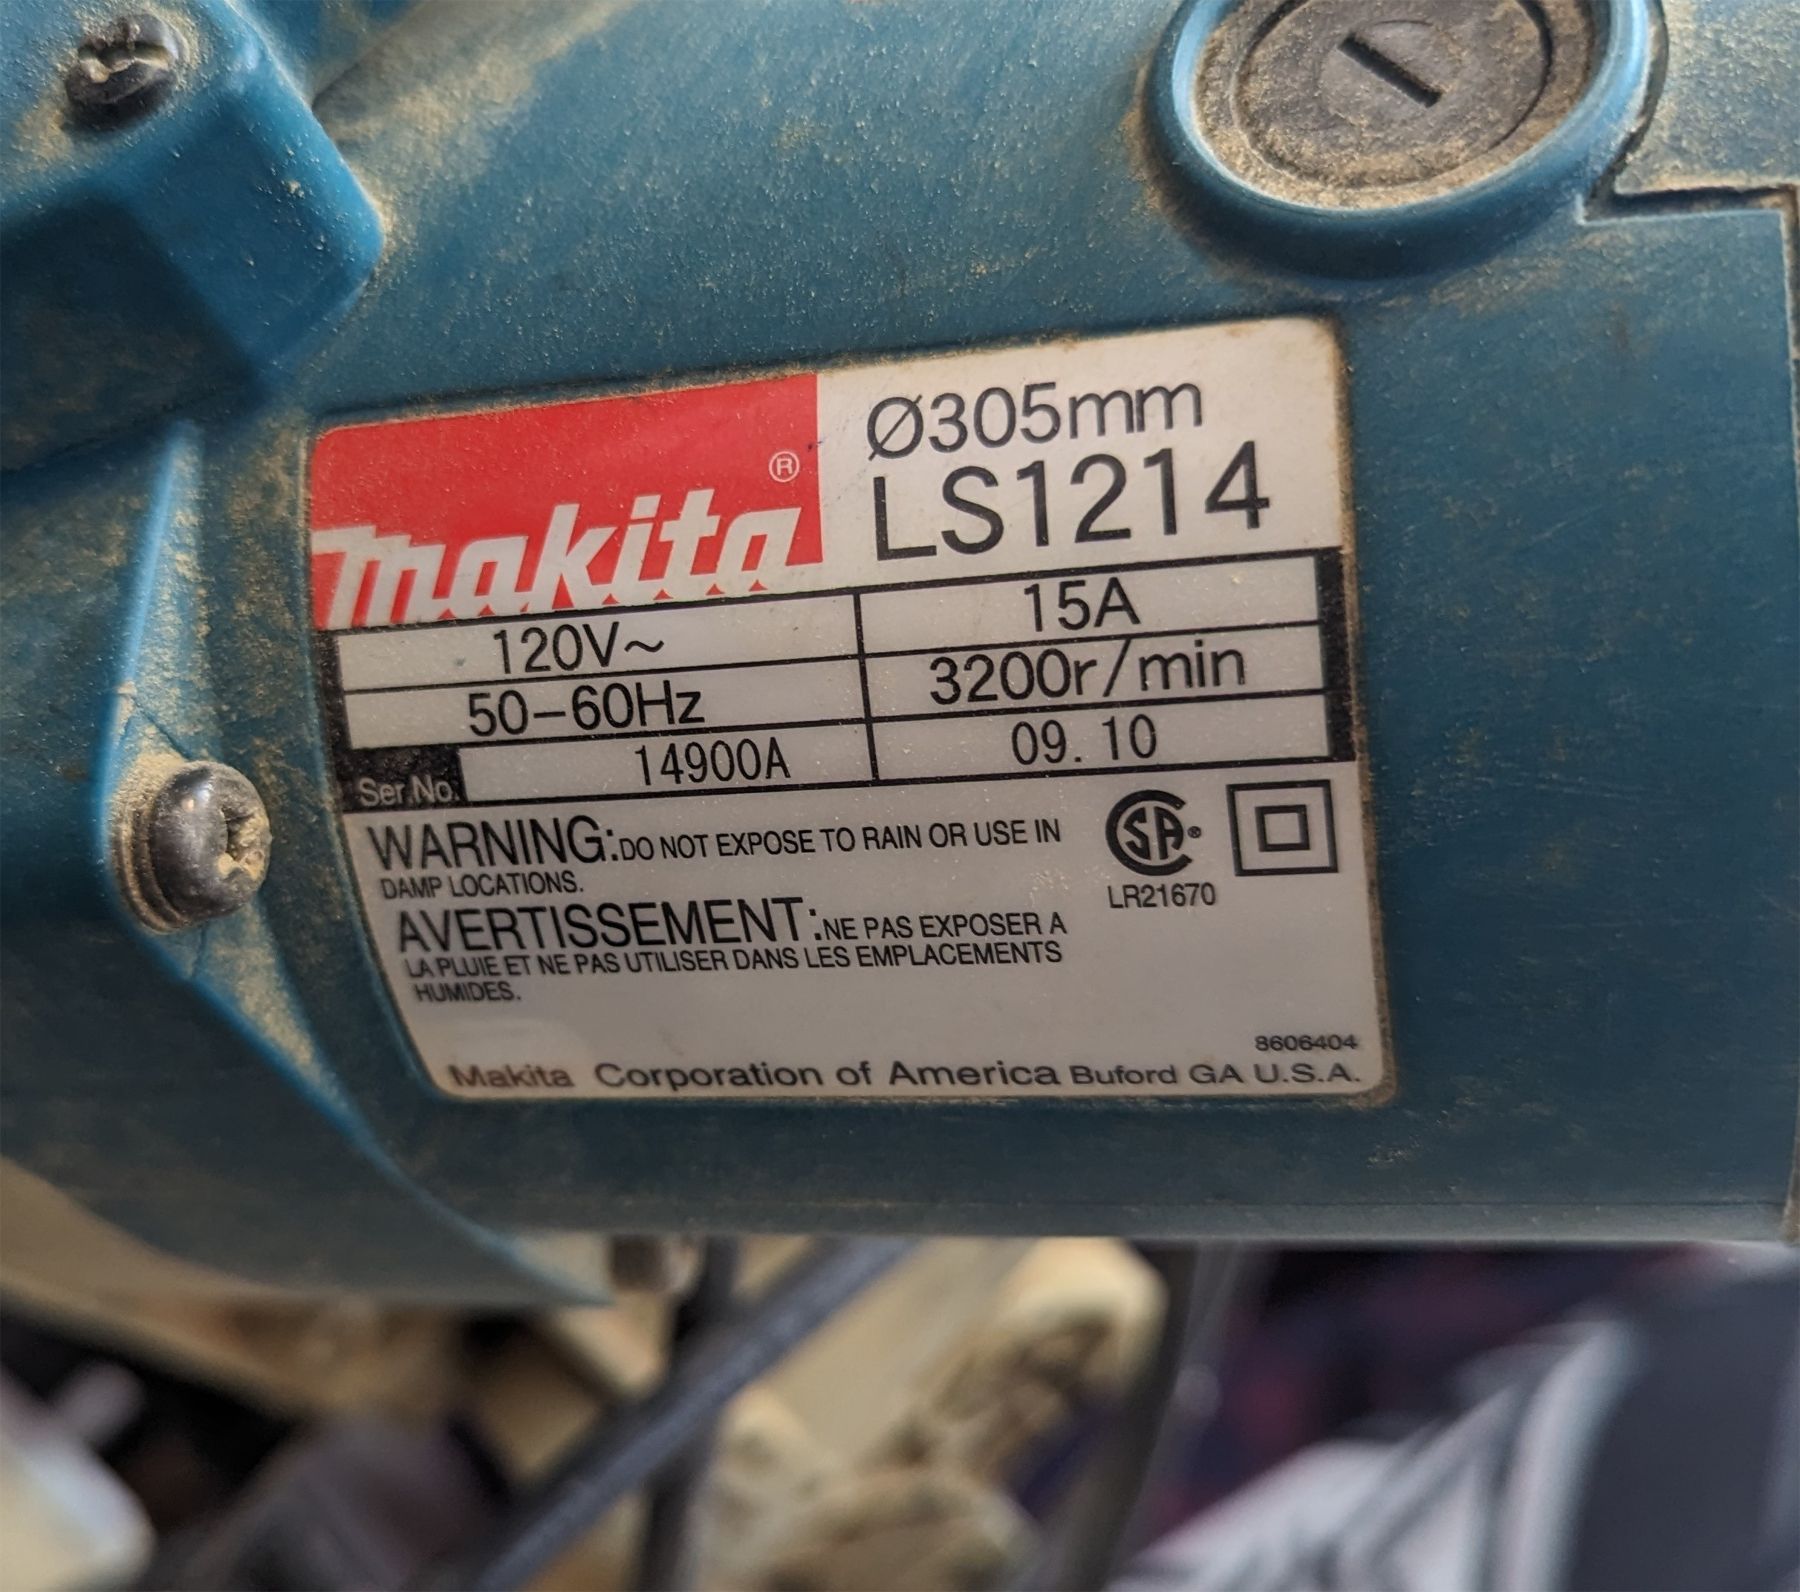 Ø305mm
makita® LS1214
120V~ 15A
50-60Hz 3200r/min
Ser.No. 14900A 09. 10
WARNING:DO NOT EXPOSE TO RAIN OR USE IN
DAMP LOCATIONS.
AVERTISSEMENT:NE PAS EXPOSER A
LA PLUIE ET NE PAS UTILISER DANS LES EMPLACEMENTS
HUMIDES.
SA®
LR21670
8606404
Makita Corporation of America Buford GA U.S.A.